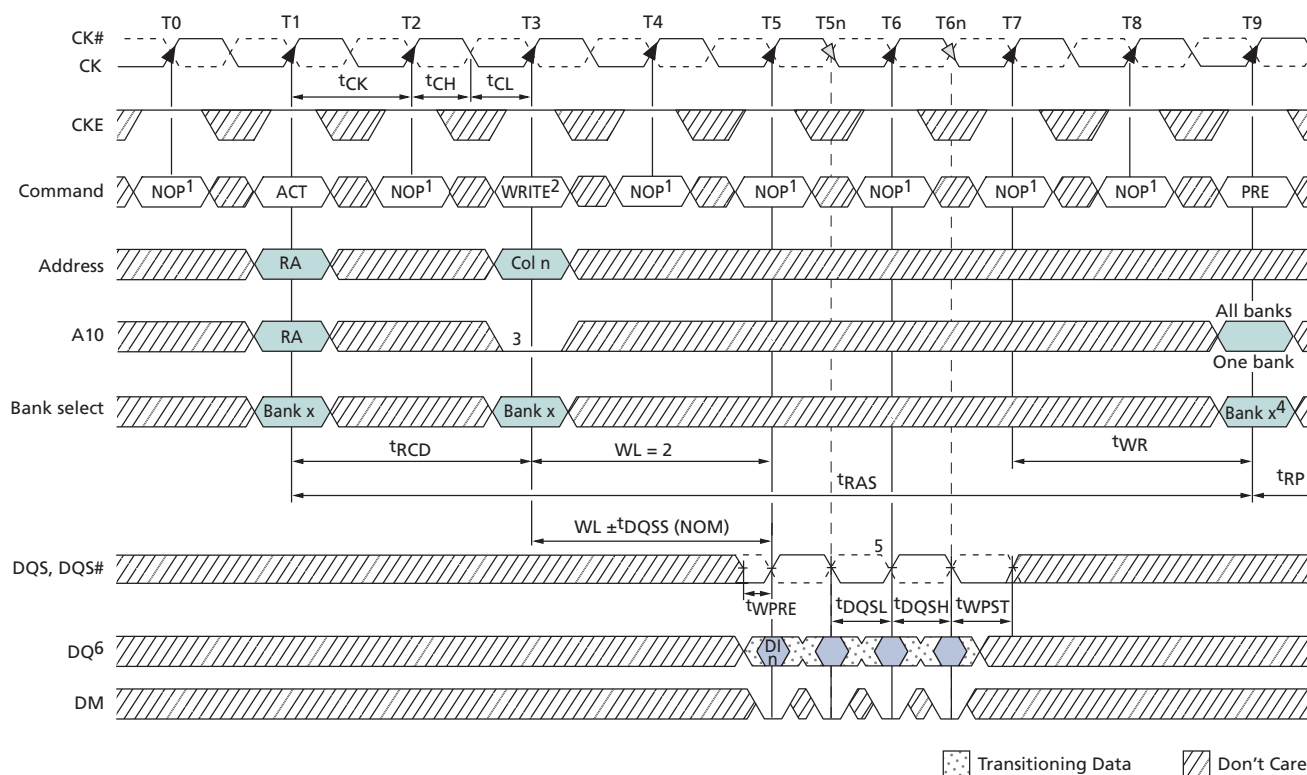 T0 T1 T2 T3 T4 T5 T5n T6 T6n T7 T8 T9
CK#
CK
tCK tCH tCL
CKE
Command NOP1 ACT NOP1 WRITE2 NOP1 NOP1 NOP1 NOP1 NOP1 PRE
Address RA Col n
All banks
A10 RA 3
One bank
Bank select Bank x Bank x Bank x4
tRCD WL = 2 tWR
tRAS tRP
WL ±tDQSS (NOM)
5
DQS, DQS#
tWPRE tDQSL tDQSH tWPST
DQ6 DI
n
DM
Transitioning Data Don't Care